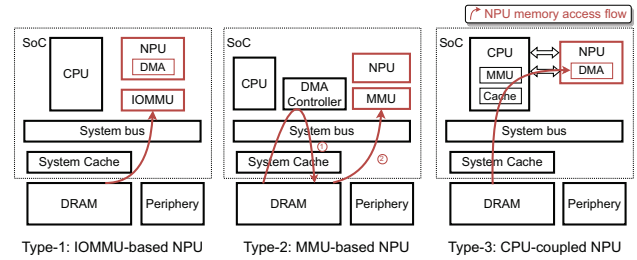 NPU memory access flow
SoC
CPU
NPU
DMA
IOMMU
System bus
System Cache
DRAM
Periphery
Type-1: IOMMU-based NPU
SoC
CPU
DMA
Controller
NPU
MMU
System bus
①
System Cache
②
DRAM
Periphery
Type-2: MMU-based NPU
SoC
CPU
MMU
Cache
NPU
DMA
System bus
System Cache
DRAM
Periphery
Type-3: CPU-coupled NPU